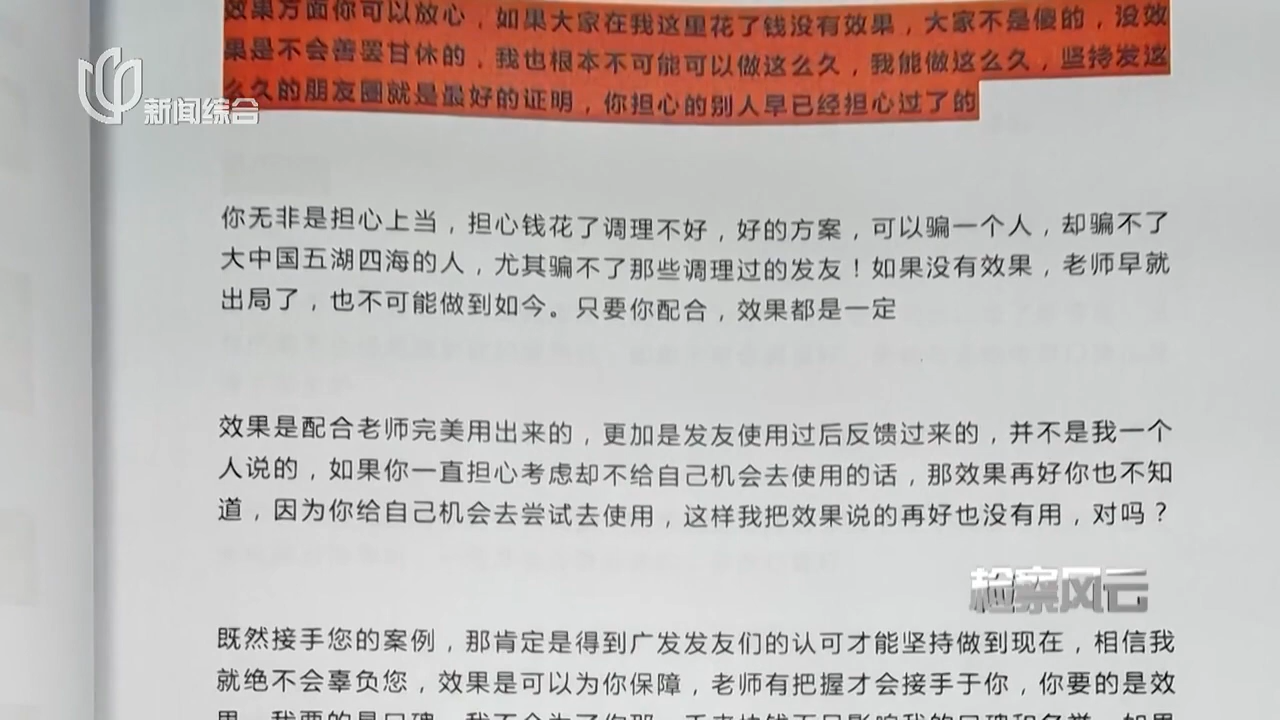 效果方面你可以放心，如果大家在我这里花了钱没有效果，大家不是傻的，没效
果是不会善罢甘休的，我也根本不可能可以做这么久，我能做这么久，坚持发这
么久的朋友圈就是最好的证明，你担心的别人早已经担心过了的
新闻综合
你无非是担心上当，担心钱花了调理不好，好的方案，可以骗一个人，却骗不了
大中国五湖四海的人，尤其骗不了那些调理过的发友！如果没有效果，老师早就
出局了，也不可能做到如今。只要你配合，效果都是一定
效果是配合老师完美用出来的，更加是发友使用过后反馈过来的，并不是我一个
人说的，如果你一直担心考虑却不给自己机会去使用的话，那效果再好你也不知
道，因为你给自己机会去尝试去使用，这样我把效果说的再好也没有用，对吗？
检察风云
既然接手您的案例，那肯定是得到广发发友们的认可才能坚持做到现在，相信我
就绝不会辜负您，效果是可以为你保障，老师有把握才会接手于你，你要的是效